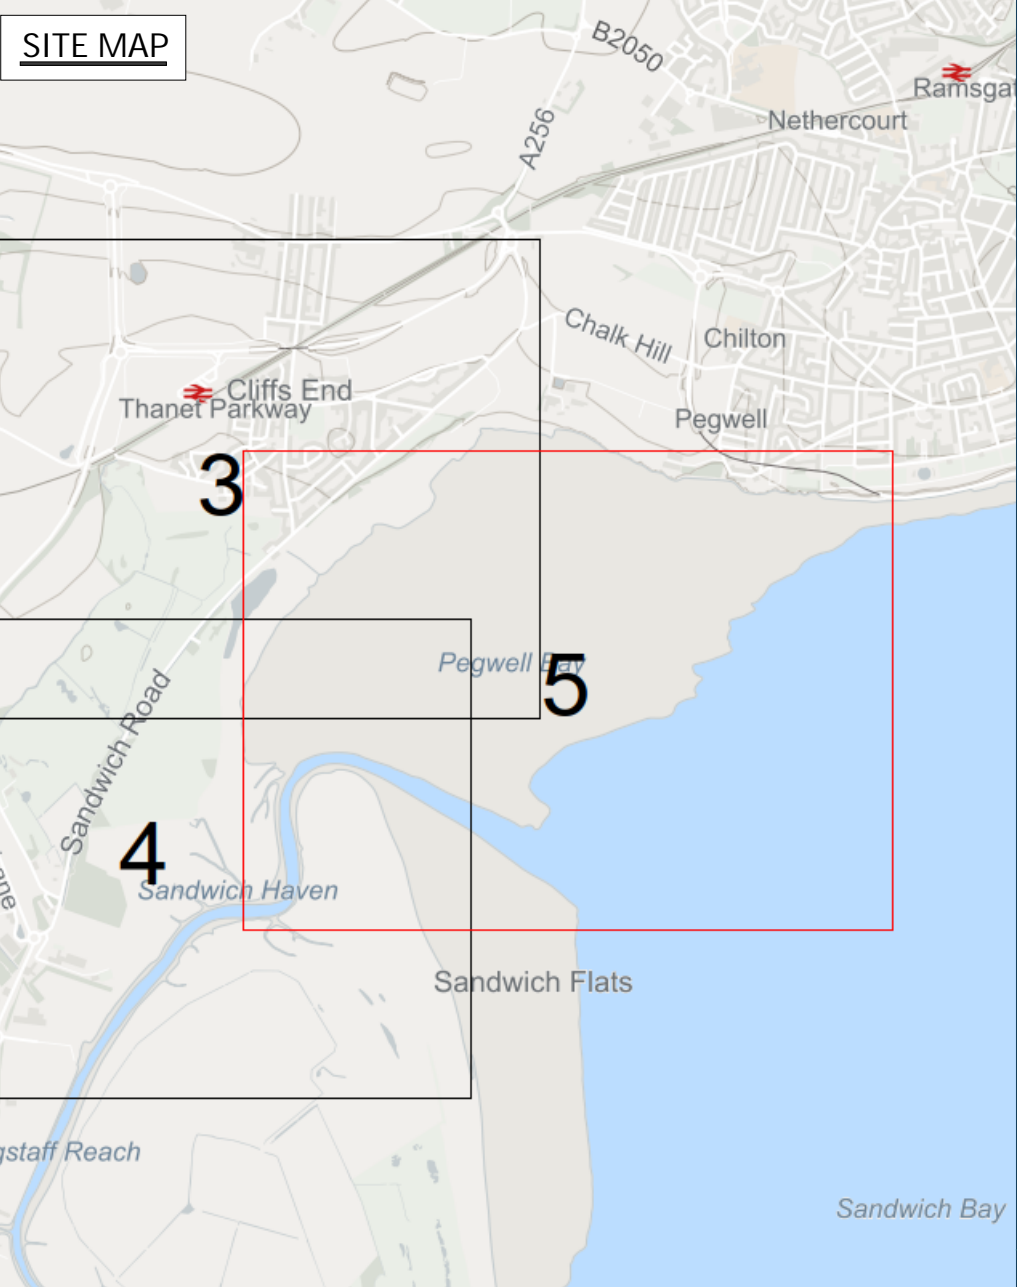 SITE MAP
B2050
Ramsgat
Nethercourt
A256
Chalk Hill
Chilton
Cliffs End
Thanet Parkway
Pegwell
3
Pegwell Bay
5
Sandwich Road
4
ane
Sandwich Haven
Sandwich Flats
gstaff Reach
Sandwich Bay